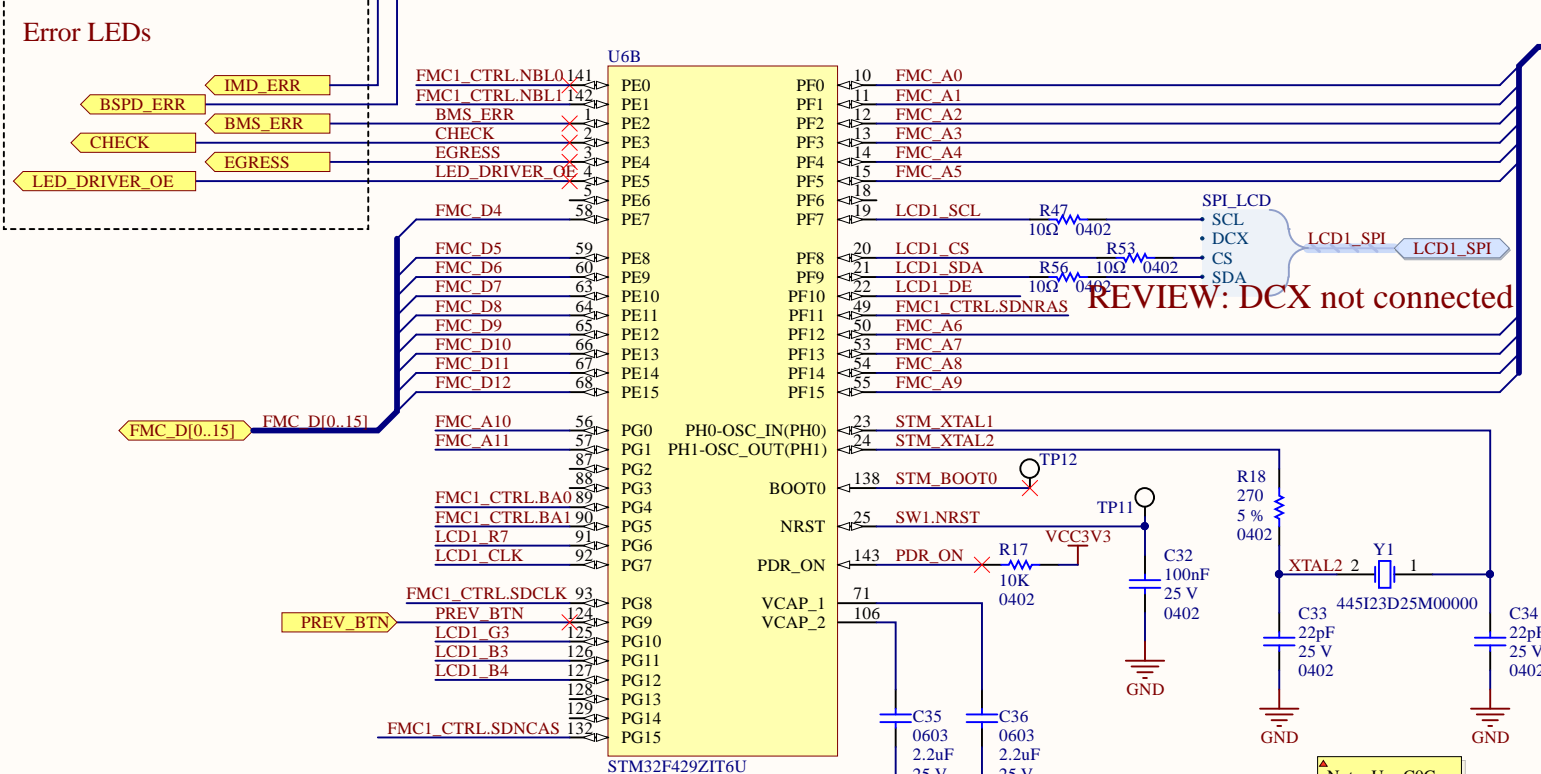 Error LEDs
IMD_ERR
BSPD_ERR
BMS_ERR
CHECK
EGRESS
LED_DRIVER_OE
FMC_D[0..15]
FMC_D[0..15]
PREV_BTN
U6B
FMC1_CTRL.NBL0 141 PE0
FMC1_CTRL.NBL1 142 PE1
BMS_ERR 1 PE2
CHECK 2 PE3
EGRESS 3 PE4
LED_DRIVER_OE 4 PE5
5 PE6
FMC_D4 58 PE7
FMC_D5 59 PE8
FMC_D6 60 PE9
FMC_D7 63 PE10
FMC_D8 64 PE11
FMC_D9 65 PE12
FMC_D10 66 PE13
FMC_D11 67 PE14
FMC_D12 68 PE15
FMC_A10 56 PG0
FMC_A11 57 PG1
87 PG2
88 PG3
FMC1_CTRL.BA0 89 PG4
FMC1_CTRL.BA1 90 PG5
LCD1_R7 91 PG6
LCD1_CLK 92 PG7
FMC1_CTRL.SDCLK 93 PG8
PREV_BTN 124 PG9
LCD1_G3 125 PG10
LCD1_B3 126 PG11
LCD1_B4 127 PG12
128 PG13
129 PG14
FMC1_CTRL.SDNCAS 132 PG15
STM32F429ZIT6U
PF0 10 FMC_A0
PF1 11 FMC_A1
PF2 12 FMC_A2
PF3 13 FMC_A3
PF4 14 FMC_A4
PF5 15 FMC_A5
PF6 18
PF7 19 LCD1_SCL
PF8 20 LCD1_CS
PF9 21 LCD1_SDA
PF10 22 LCD1_DE
PF11 49 FMC1_CTRL.SDNRAS
PF12 50 FMC_A6
PF13 53 FMC_A7
PF14 54 FMC_A8
PF15 55 FMC_A9
PH0-OSC_IN(PH0) 23 STM_XTAL1
PH1-OSC_OUT(PH1) 24 STM_XTAL2
BOOT0 138 STM_BOOT0
NRST 25 SW1.NRST
PDR_ON 143 PDR_ON
VCAP_1 71
VCAP_2 106
R47
10Ω 0402
R53
10Ω 0402
R56
10Ω 0402
SPI_LCD
SCL
DCX
CS
SDA
LCD1_SPI
LCD1_SPI
REVIEW: DCX not connected
TP12
TP11
R17
10K
0402
VCC3V3
C32
100nF
25 V
0402
GND
R18
270
5 %
0402
XTAL2 2 Y1 1
445I23D25M00000
C33
22pF
25 V
0402
GND
C34
22pF
25 V
0402
GND
C35
0603
2.2uF
25 V
C36
0603
2.2uF
25 V